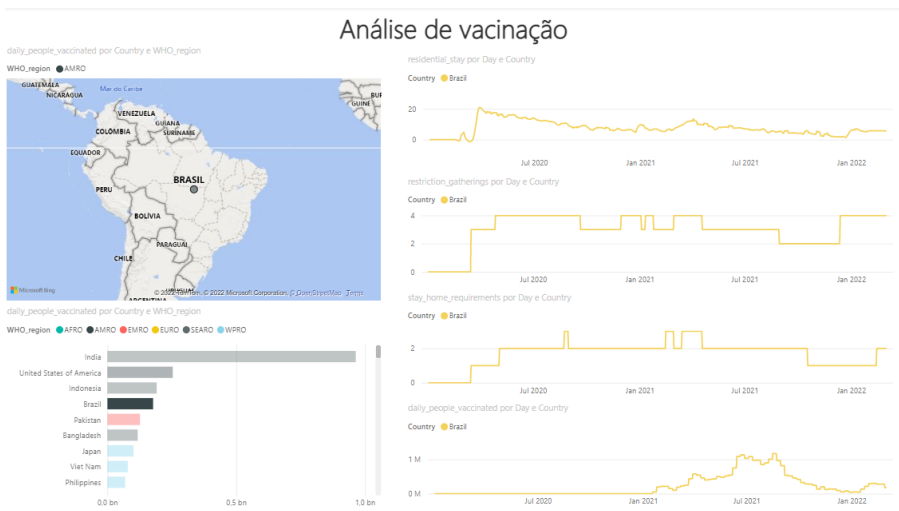 Análise de vacinação
daily_people_vaccinated por Country e WHO_region
WHO_region AMRO
GUATEMALA
NICARÁGUA
Mar do Caribe
VENEZUELA
GUIANA
SURINAME
COLÔMBIA
EQUADOR
PERU
BRASIL
BOLÍVIA
PARAGUAI
CHILE
URUGUAI
ARGENTINA
BUR
GUINÉ
Microsoft Bing
© 2022 TomTom, © 2022 Microsoft Corporation, © OpenStreetMap Terms
daily_people_vaccinated por Country e WHO_region
WHO_region AFRO AMRO EMRO EURO SEARO WPRO
India
United States of America
Indonesia
Brazil
Pakistan
Bangladesh
Japan
Viet Nam
Philippines
0.0 bn 0.5 bn 1.0 bn
residential_stay por Day e Country
Country Brazil
20
0
Jul 2020 Jan 2021 Jul 2021 Jan 2022
restriction_gatherings por Day e Country
Country Brazil
4
2
0
Jul 2020 Jan 2021 Jul 2021 Jan 2022
stay_home_requirements por Day e Country
Country Brazil
2
0
Jul 2020 Jan 2021 Jul 2021 Jan 2022
daily_people_vaccinated por Day e Country
Country Brazil
1 M
0 M
Jul 2020 Jan 2021 Jul 2021 Jan 2022